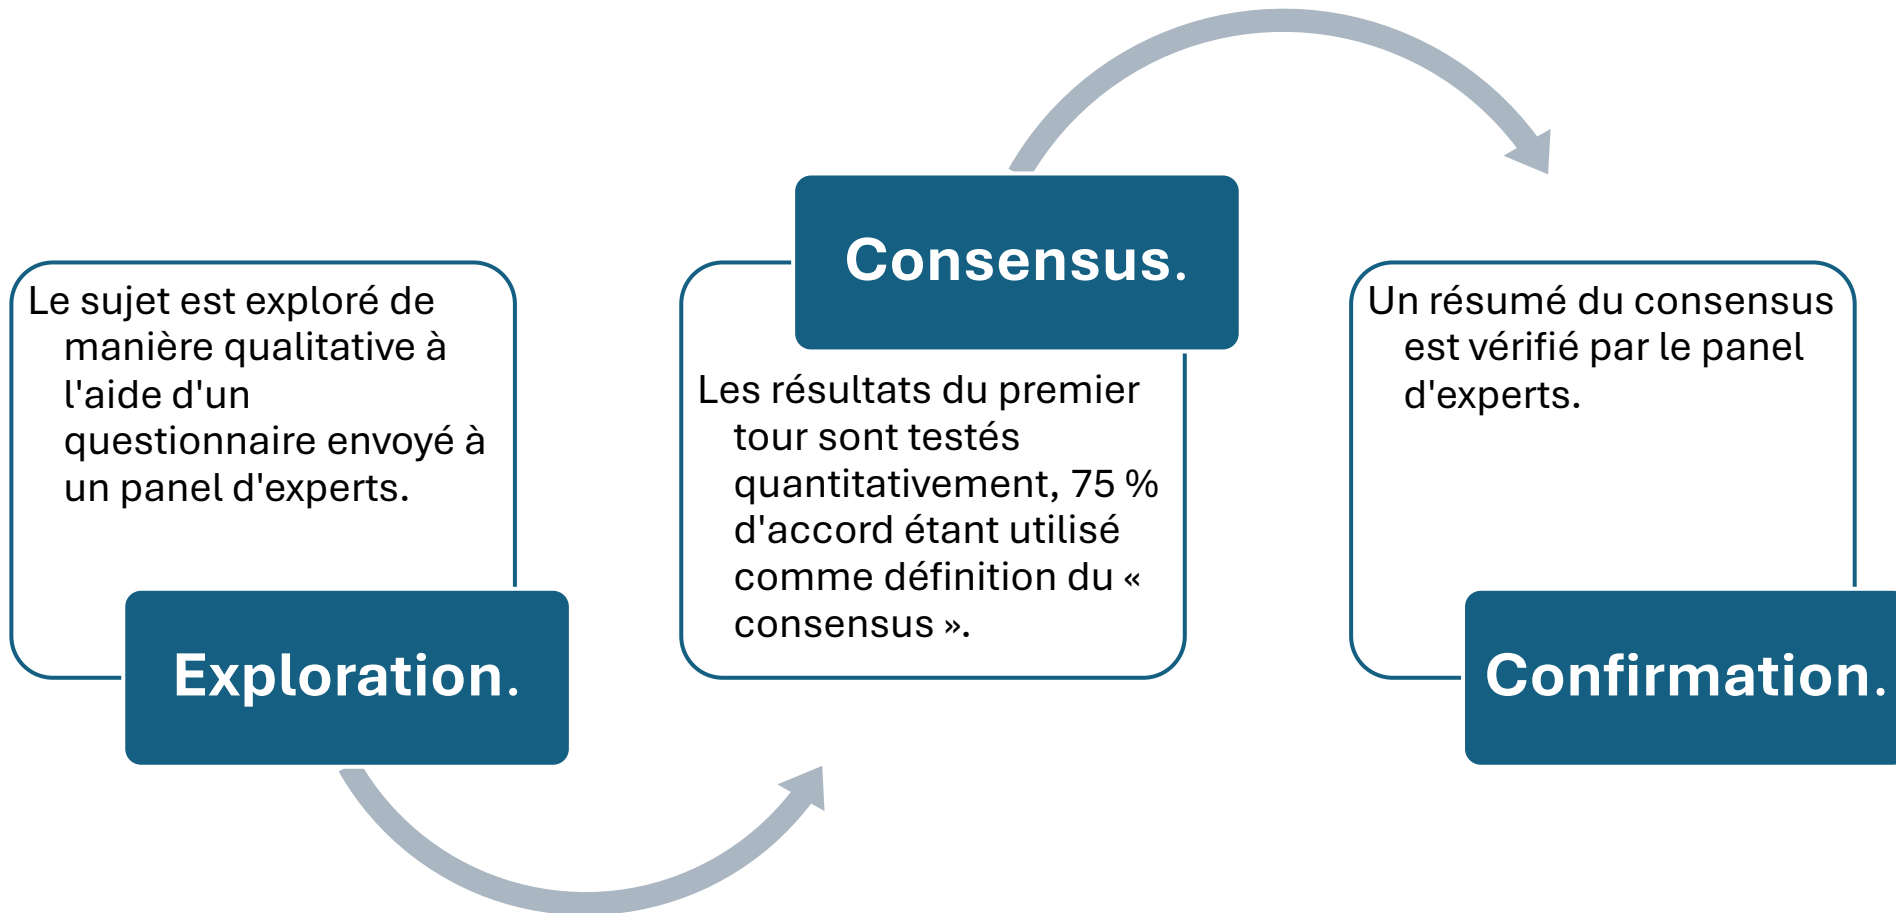 Le sujet est exploré de
manière qualitative à
l'aide d'un
questionnaire envoyé à
un panel d'experts.
Exploration.
Consensus.
Les résultats du premier
tour sont testés
quantitativement, 75 %
d'accord étant utilisé
comme définition du «
consensus ».
Un résumé du consensus
est vérifié par le panel
d'experts.
Confirmation.